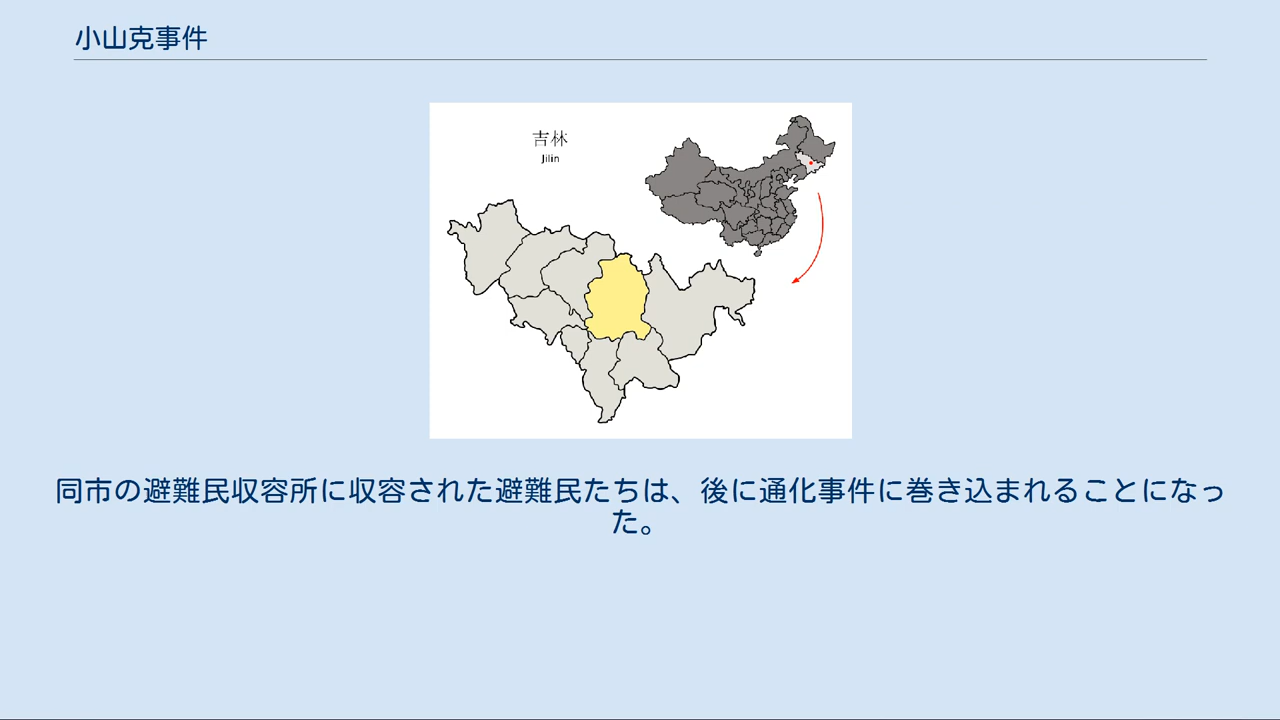 小山克事件
吉林
Jilin
同市の避難民収容所に収容された避難民たちは、後に通化事件に巻き込まれることになっ
た。